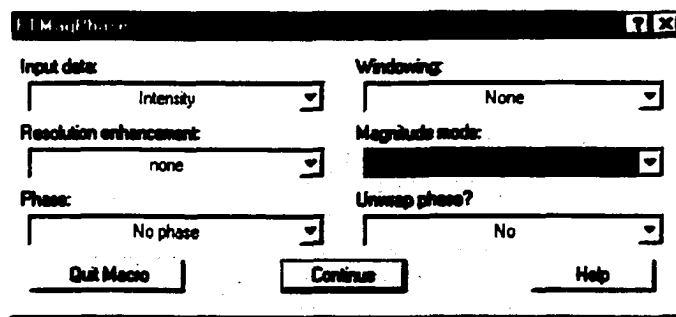 FTMagPhase
Input data: Windowing:
Intensity None
Resolution enhancement: Magnitude mode:
none
Phase: Unwrap phase?
No phase No
Quit Macro Continue Help